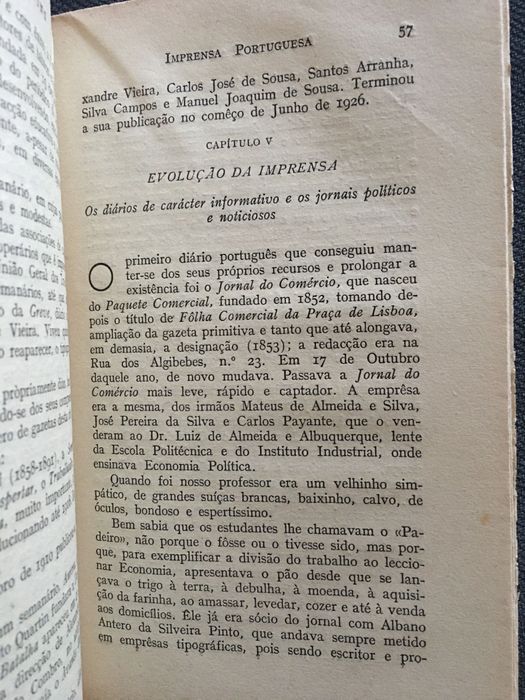 IMPRENSA PORTUGUESA 57
xandre Vieira, Carlos José de Sousa, Santos Arranha,
Silva Campos e Manuel Joaquim de Sousa. Terminou
a sua publicação no comêço de Junho de 1926.
CAPÍTULO V
EVOLUÇÃO DA IMPRENSA
Os diários de carácter informativo e os jornais políticos
e noticiosos
O primeiro diário português que conseguiu man-
ter-se dos seus próprios recursos e prolongar a
existência foi o Jornal do Comércio, que nasceu
do Paquete Comercial, fundado em 1852, tomando de-
pois o título de Fôlha Comercial da Praça de Lisboa,
ampliação da gazeta primitiva e tanto que até alongava,
em demasia, a designação (1853); a redacção era na
Rua dos Algibebes, n.º 23. Em 17 de Outubro
daquele ano, de novo mudava. Passava a Jornal do
Comércio mais leve, rápido e captador. A emprêsa
era a mesma, dos irmãos Mateus de Almeida e Silva,
José Pereira da Silva e Carlos Payante, que o ven-
deram ao Dr. Luiz de Almeida e Albuquerque, lente
da Escola Politécnica e do Instituto Industrial, onde
ensinava Economia Política.
Quando foi nosso professor era um velhinho sim-
pático, de grandes suíças brancas, baixinho, calvo, de
óculos, bondoso e espertíssimo.
Bem sabia que os estudantes lhe chamavam o «Pa-
deiro», não porque o fôsse ou o tivesse sido, mas por-
que, para exemplificar a divisão do trabalho ao leccio-
nar Economia, apresentava o pão desde que se lan-
çava o trigo à terra, à debulha, à moenda, à aquisi-
ção da farinha, ao amassar, levedar, cozer e até à venda
aos domicílios. Êle já era sócio do jornal com Albano
Antero da Silveira Pinto, que andava sempre metido
em emprêsas tipográficas, pois sendo escritor e pro-